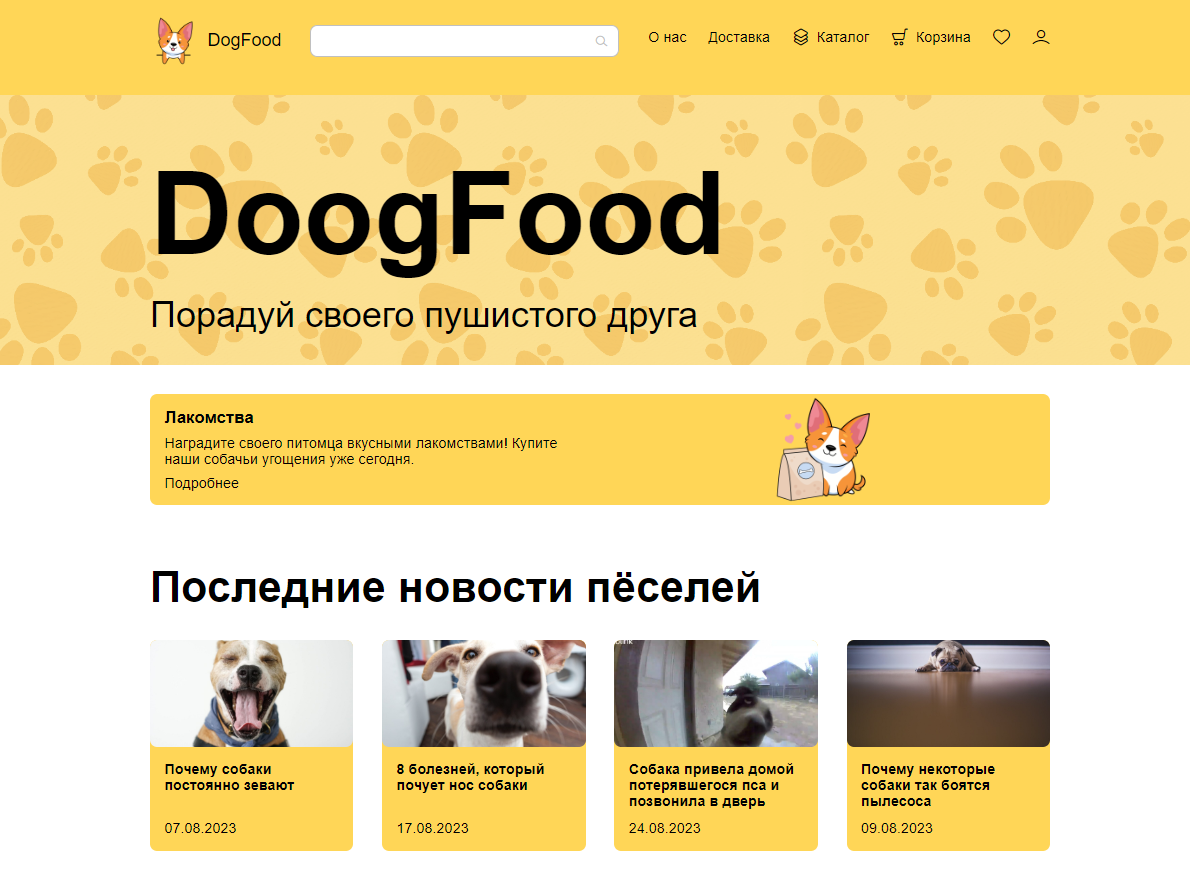 DogFood
О нас
Доставка
Каталог
Корзина
DoogFood
Порадуй своего пушистого друга
Лакомства
Наградите своего питомца вкусными лакомствами! Купите
наши собачьи угощения уже сегодня.
Подробнее
Последние новости пёселей
Почему собаки
постоянно зевают
07.08.2023
8 болезней, который
почует нос собаки
17.08.2023
Собака привела домой
потерявшегося пса и
позвонила в дверь
24.08.2023
Почему некоторые
собаки так боятся
пылесоса
09.08.2023